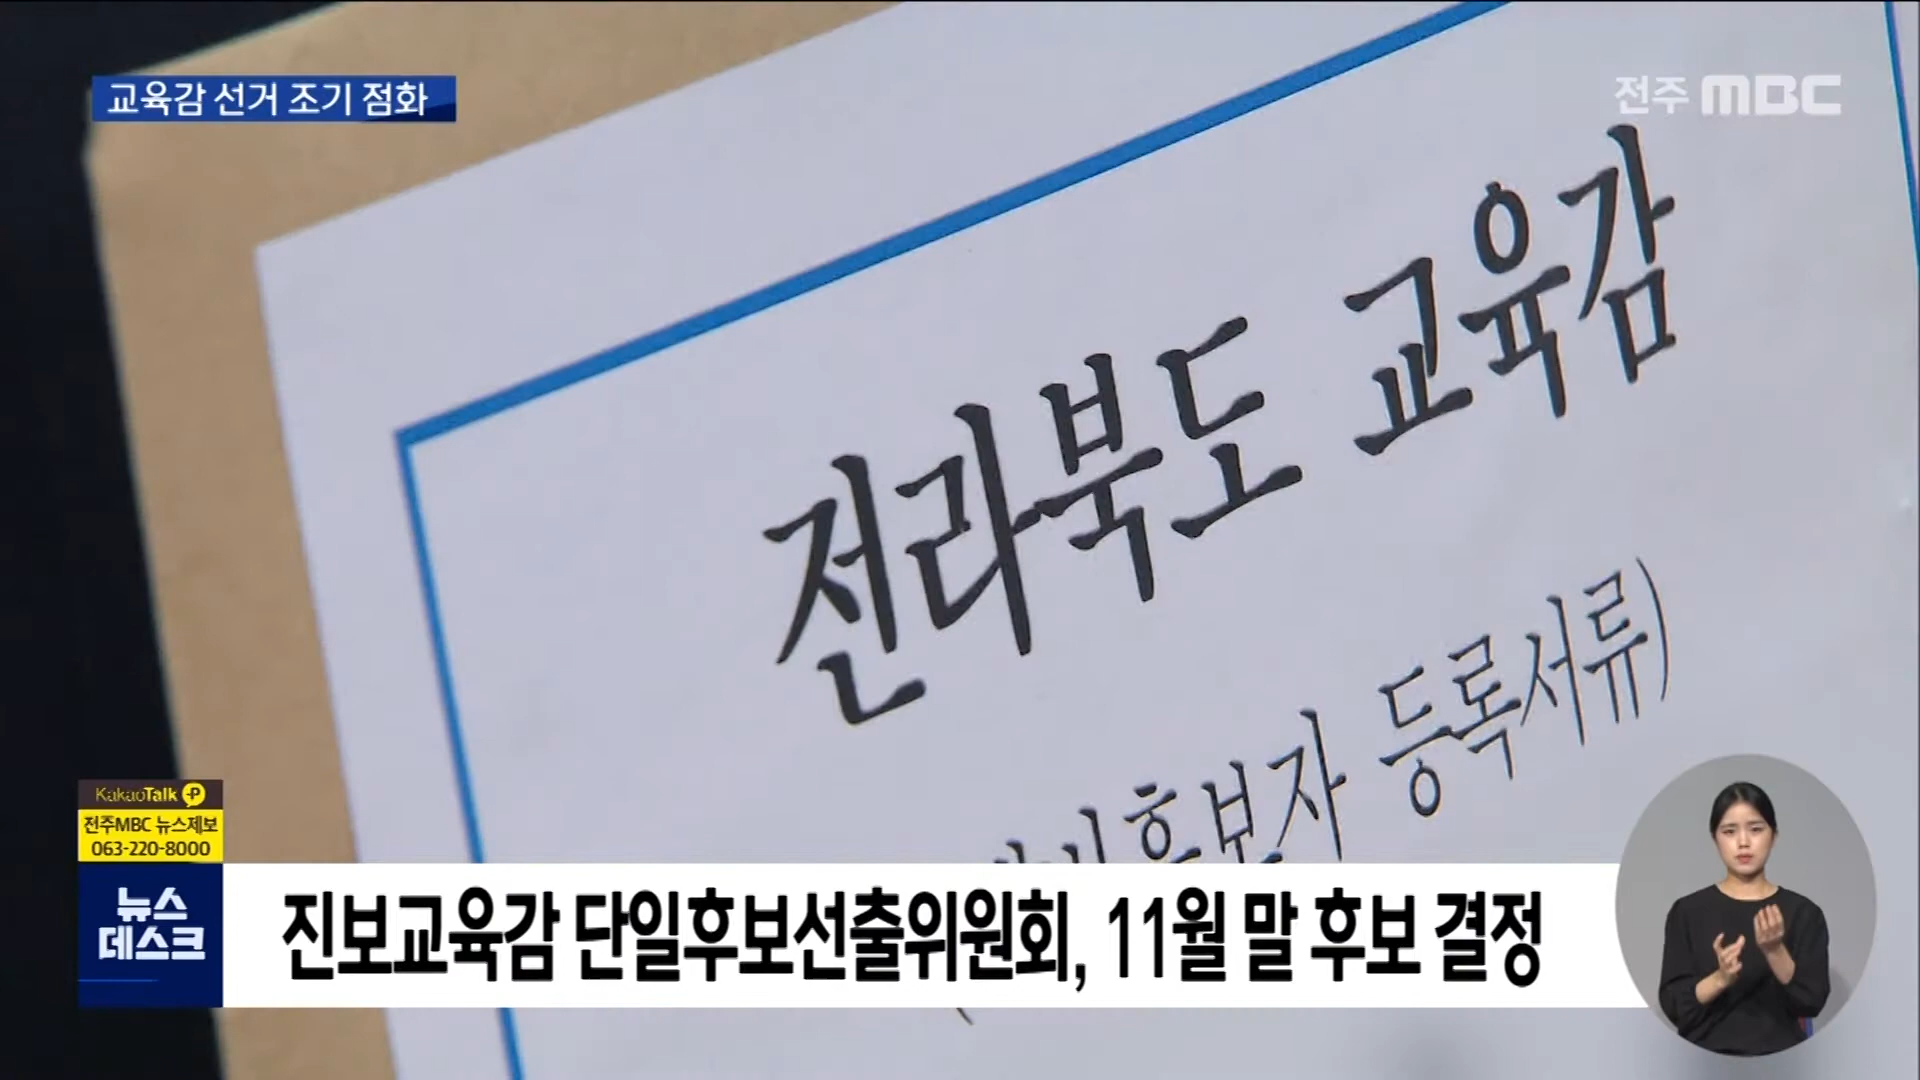 교육감 선거 조기 점화
전주 MBC
전라북도 교육감
후보자 등록서류)
KakaoTalk P
전주MBC 뉴스제보
063-220-8000
뉴스
데스크
진보교육감 단일후보선출위원회, 11월 말 후보 결정